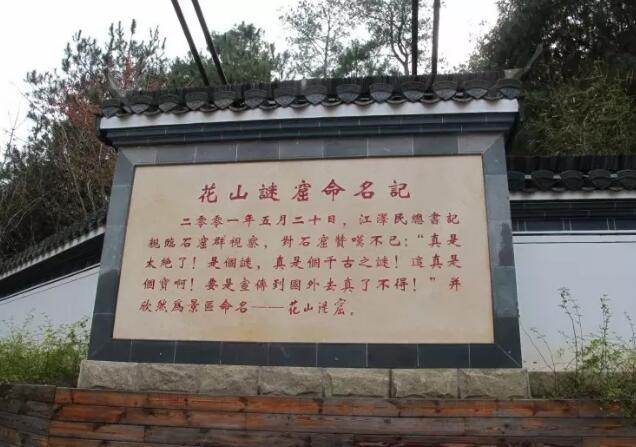 花山謎窟命名記
二零零一年五月二十日，江澤民總書記
親臨石窟群視察，對石窟贊嘆不已：“真是
太絶了！是個謎，真是個千古之謎！這真是
個寶啊！要是宣傳到國外去真了不得！”并
欣然爲景區命名——花山迷窟。